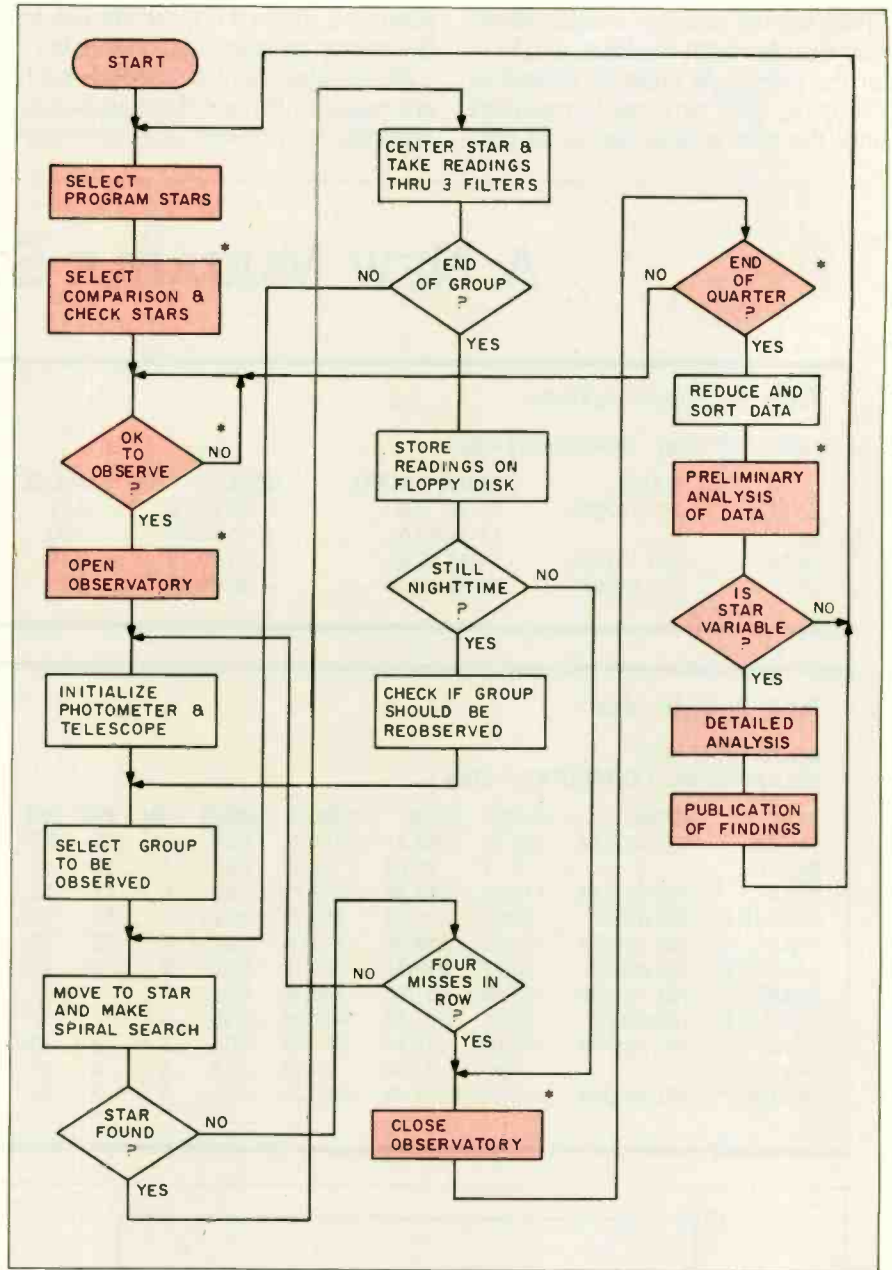 START
SELECT
PROGRAM STARS
*
SELECT
COMPARISON &
CHECK STARS
OK
TO
OBSERVE
?
*
NO
YES
*
OPEN
OBSERVATORY
INITIALIZE
PHOTOMETER &
TELESCOPE
SELECT GROUP
TO BE
OBSERVED
MOVE TO STAR
AND MAKE
SPIRAL SEARCH
STAR
FOUND
?
NO
YES
CENTER STAR &
TAKE READINGS
THRU 3 FILTERS
NO
END
OF GROUP
?
YES
STORE
READINGS ON
FLOPPY DISK
STILL
NIGHTTIME
?
NO
YES
CHECK IF GROUP
SHOULD BE
REOBSERVED
NO
FOUR
MISSES IN
ROW
?
YES
*
CLOSE
OBSERVATORY
NO
END
OF
QUARTER
?
*
YES
REDUCE AND
SORT DATA
*
PRELIMINARY
ANALYSIS
OF DATA
IS
STAR
VARIABLE
?
NO
YES
DETAILED
ANALYSIS
PUBLICATION
OF FINDINGS